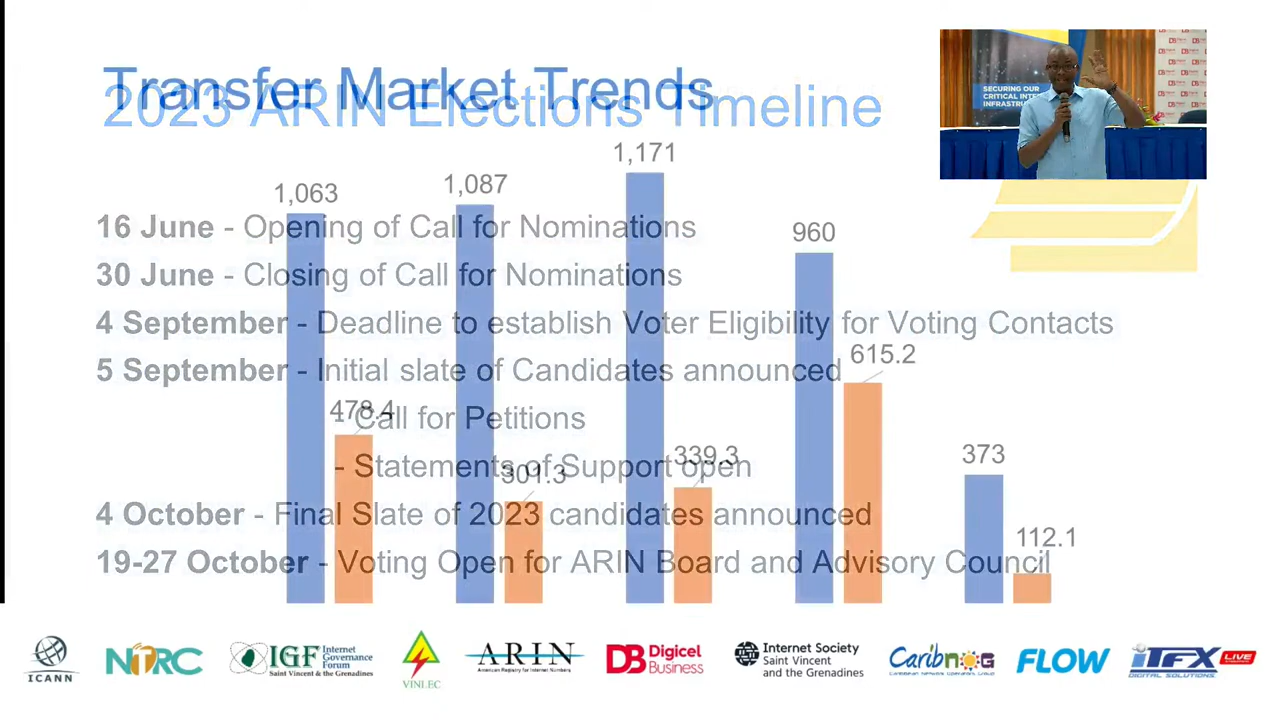 Transfer Market Trends
2023 ARIN Elections Timeline
SECURING OUR
CRITICAL INTE
INFRASTRU
1,063
1,087
1,171
960
373
478.4
301.3
339.3
615.2
112.1
16 June - Opening of Call for Nominations
30 June - Closing of Call for Nominations
4 September - Deadline to establish Voter Eligibility for Voting Contacts
5 September - Initial slate of Candidates announced
- Call for Petitions
- Statements of Support open
4 October - Final Slate of 2023 candidates announced
19-27 October - Voting Open for ARIN Board and Advisory Council
ICANN
NTRC
IGF Internet Governance Forum
Saint Vincent & the Grenadines
VINLEC
ARIN
American Registry for Internet Numbers
DB Digicel Business
Internet Society
Saint Vincent
and the Grenadines
CaribNOG
Caribbean Network Operators Group
FLOW
iTFX LIVE
DIGITAL SOLUTIONS